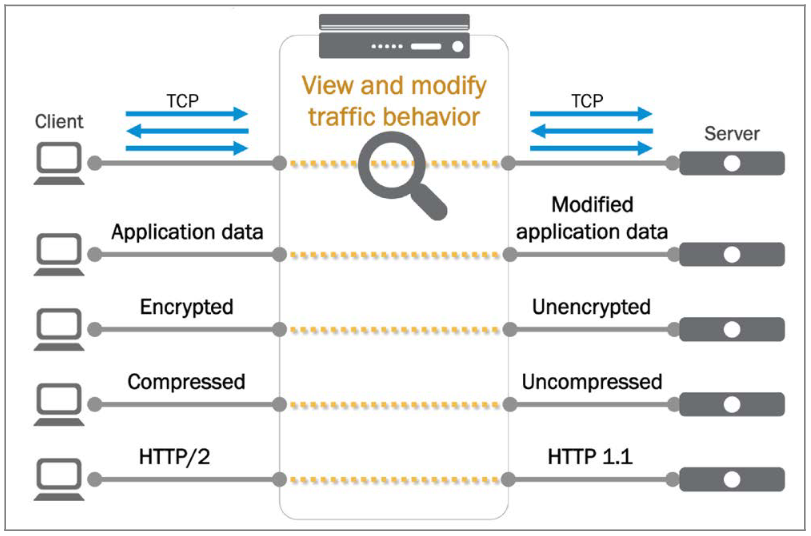 View and modify
traffic behavior
TCP
TCP
Client
Server
Application data
Modified
application data
Encrypted
Unencrypted
Compressed
Uncompressed
HTTP/2
HTTP 1.1